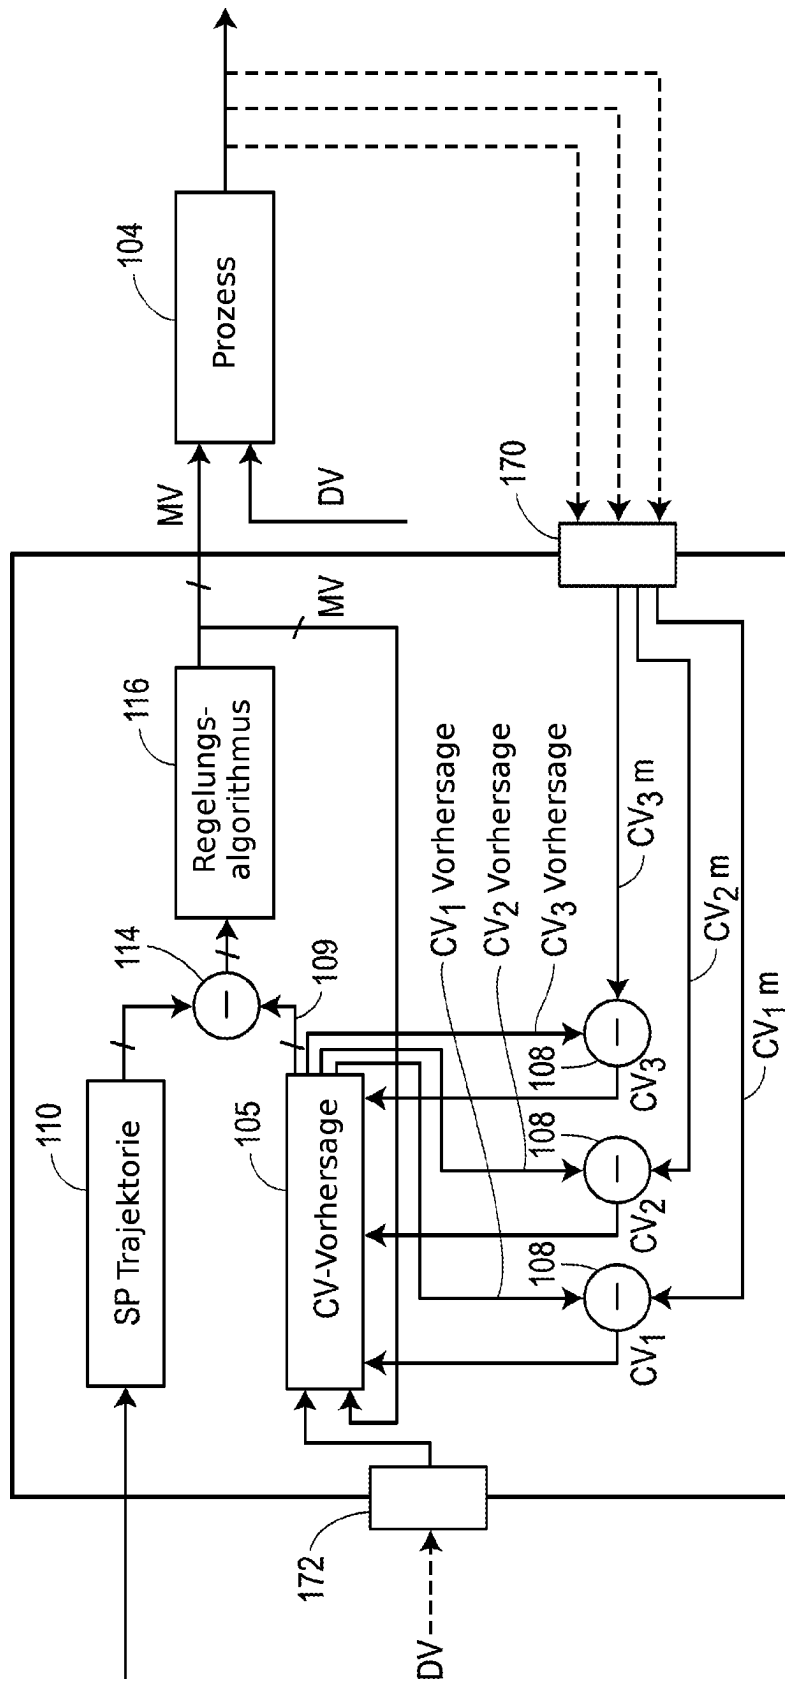 104
Prozess
MV
DV
170
116
Regelungs-
algorithmus
MV
114
109
110
SP Trajektorie
105
CV-Vorhersage
CV1 Vorhersage
CV2 Vorhersage
CV3 Vorhersage
108
CV3
108
CV2
108
CV1
CV3 m
CV2 m
CV1 m
172
DV